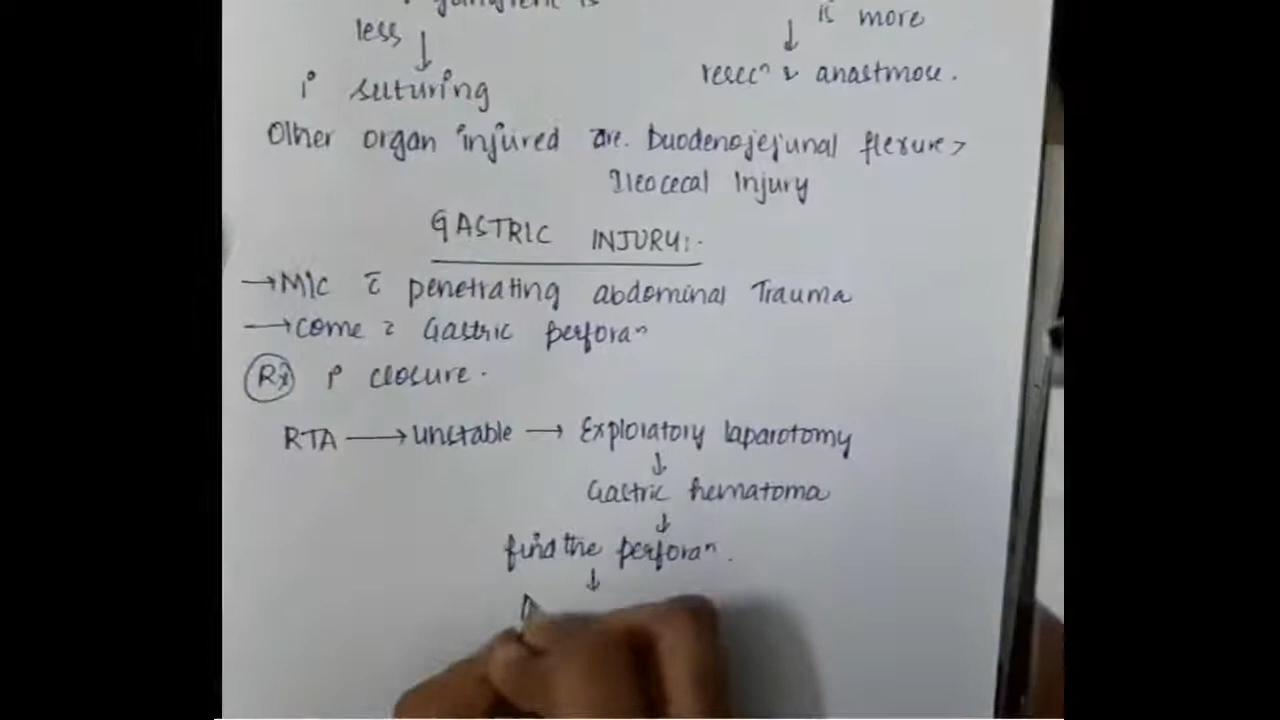 is
less ↓
is more
↓
1° suturing
resecⁿ & anastmose.
Other organ injured are. Duodenojejunal flexure >
Ileocecal Injury
GASTRIC INJURY:-
→ M/c c̄ penetrating abdominal Trauma
→ come c̄ Gastric perforaⁿ
Rx 1° closure.
RTA → unstable → Exploratory laparotomy
↓
Gastric hematoma
↓
find the perforaⁿ.
↓